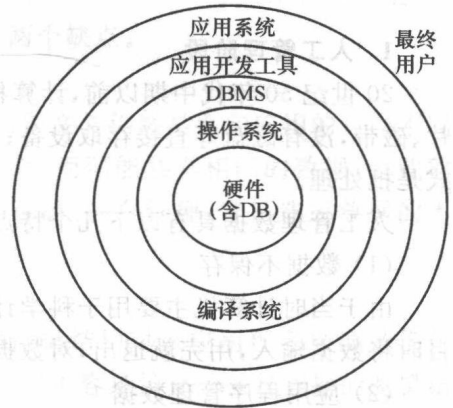 应用系统
最终
用户
应用开发工具
DBMS
操作系统
硬件
(含DB)
编译系统